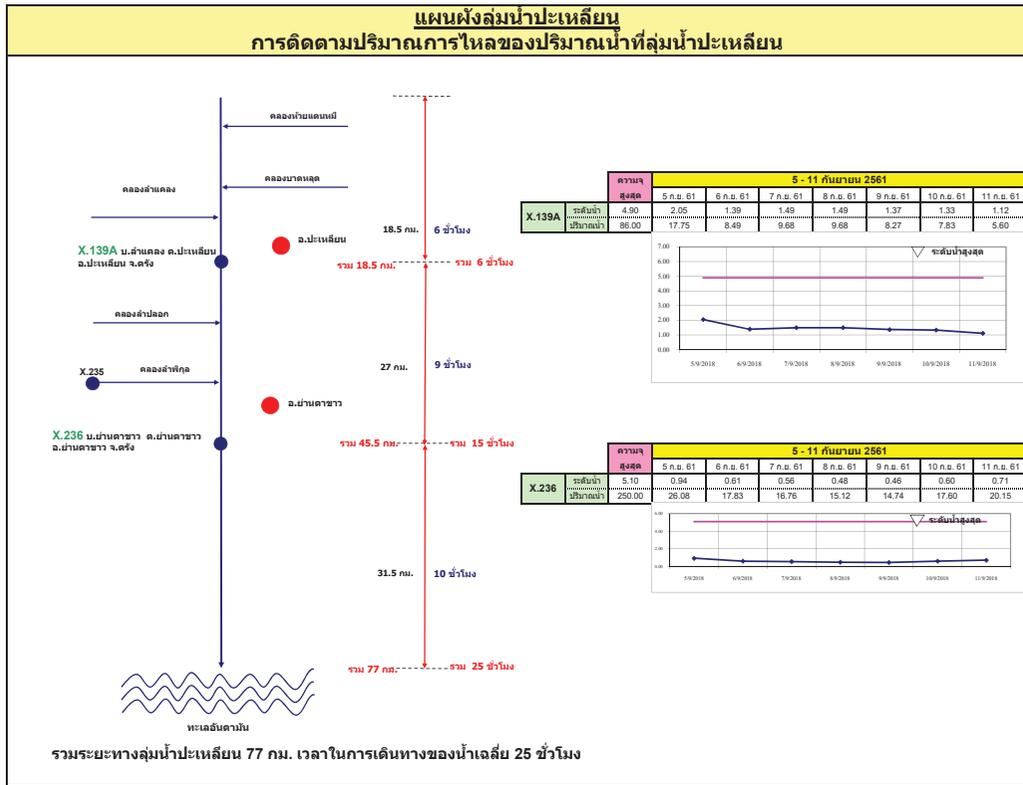 แผนผังลุ่มน้ำปะเหลียน
การติดตามปริมาณการไหลของปริมาณน้ำที่ลุ่มน้ำปะเหลียน
คลองห้วยแดนหมี
คลองบาตหลุด
คลองลำแคลง
18.5 กม. 6 ชั่วโมง
อ.ปะเหลียน
X.139A บ.ลำแคลง ต.ปะเหลียน
อ.ปะเหลียน จ.ตรัง
รวม 18.5 กม. รวม 6 ชั่วโมง
คลองลำปลอก
X.235 คลองลำพิกุล
27 กม. 9 ชั่วโมง
อ.ย่านตาขาว
X.236 บ.ย่านตาขาว ต.ย่านตาขาว
อ.ย่านตาขาว จ.ตรัง
รวม 45.5 กม. รวม 15 ชั่วโมง
31.5 กม. 10 ชั่วโมง
รวม 77 กม. รวม 25 ชั่วโมง
ทะเลอันดามัน
รวมระยะทางลุ่มน้ำปะเหลียน 77 กม. เวลาในการเดินทางของน้ำเฉลี่ย 25 ชั่วโมง
ความจุ 5 - 11 กันยายน 2561
สูงสุด 5 ก.ย. 61 6 ก.ย. 61 7 ก.ย. 61 8 ก.ย. 61 9 ก.ย. 61 10 ก.ย. 61 11 ก.ย. 61
X.139A
ระดับน้ำ 4.90 2.05 1.39 1.49 1.49 1.37 1.33 1.12
ปริมาณน้ำ 86.00 17.75 8.49 9.68 9.68 8.27 7.83 5.60
ระดับน้ำสูงสุด
7.00
6.00
5.00
4.00
3.00
2.00
1.00
0.00
5/9/2018 6/9/2018 7/9/2018 8/9/2018 9/9/2018 10/9/2018 11/9/2018
ความจุ 5 - 11 กันยายน 2561
สูงสุด 5 ก.ย. 61 6 ก.ย. 61 7 ก.ย. 61 8 ก.ย. 61 9 ก.ย. 61 10 ก.ย. 61 11 ก.ย. 61
X.236
ระดับน้ำ 5.10 0.94 0.61 0.56 0.48 0.46 0.60 0.71
ปริมาณน้ำ 250.00 26.08 17.83 16.76 15.12 14.74 17.60 20.15
ระดับน้ำสูงสุด
6.00
4.00
2.00
0.00
5/9/2018 6/9/2018 7/9/2018 8/9/2018 9/9/2018 10/9/2018 11/9/2018